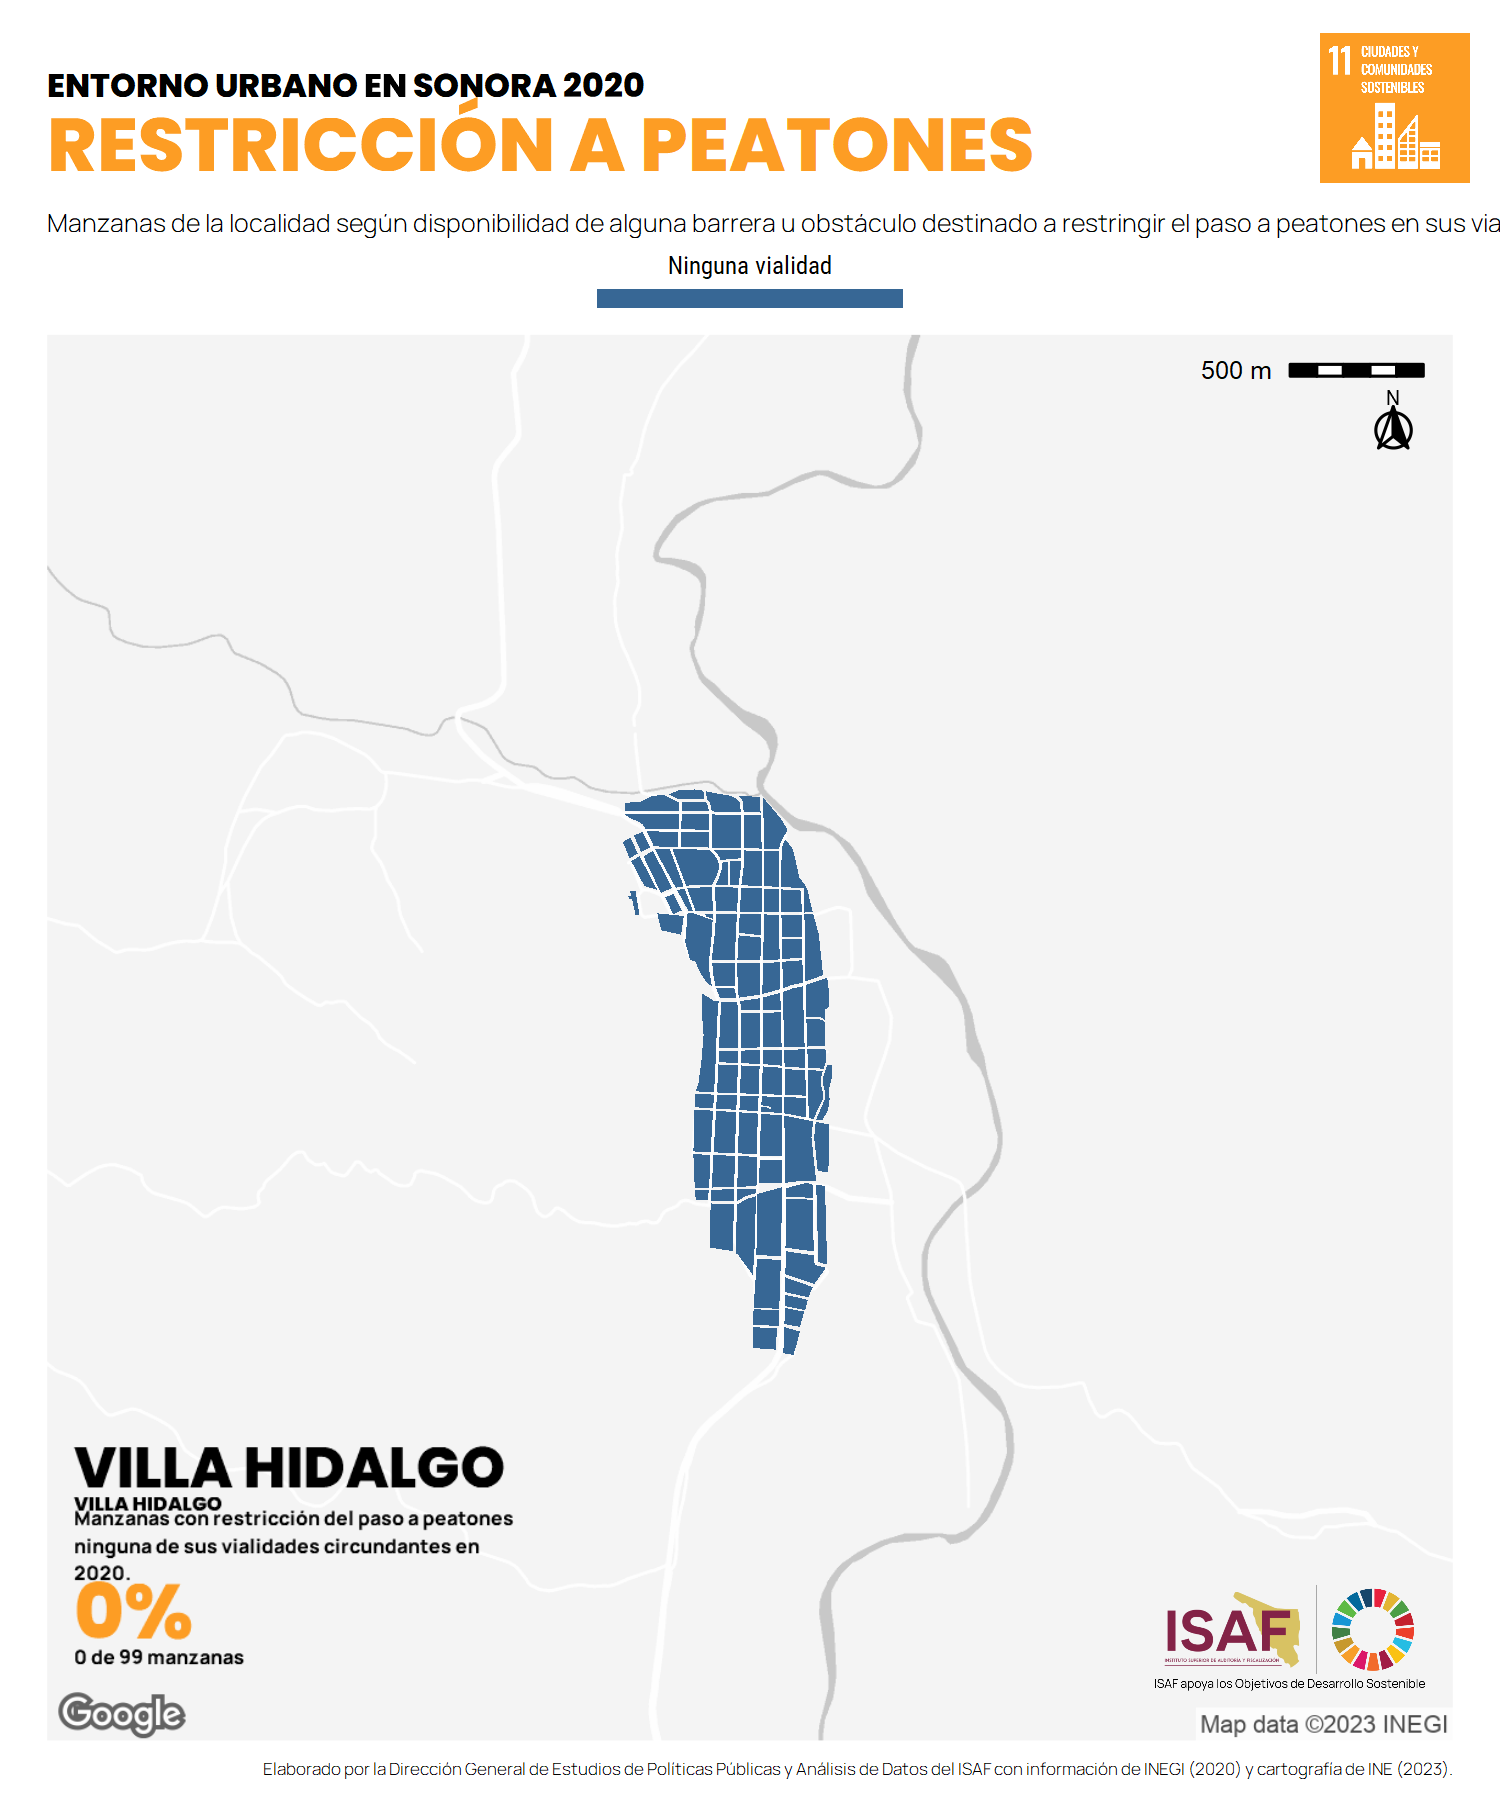 ENTORNO URBANO EN SONORA 2020
RESTRICCIÓN A PEATONES
11 CIUDADES Y
COMUNIDADES
SOSTENIBLES
Manzanas de la localidad según disponibilidad de alguna barrera u obstáculo destinado a restringir el paso a peatones en sus via
Ninguna vialidad
500 m
N
VILLA HIDALGO
VILLA HIDALGO
Manzanas con restricción del paso a peatones
ninguna de sus vialidades circundantes en
2020.
0%
0 de 99 manzanas
Google
ISAF
INSTITUTO SUPERIOR DE AUDITORÍA Y FISCALIZACIÓN
ISAF apoya los Objetivos de Desarrollo Sostenible
Map data ©2023 INEGI
Elaborado por la Dirección General de Estudios de Políticas Públicas y Análisis de Datos del ISAF con información de INEGI (2020) y cartografía de INE (2023).